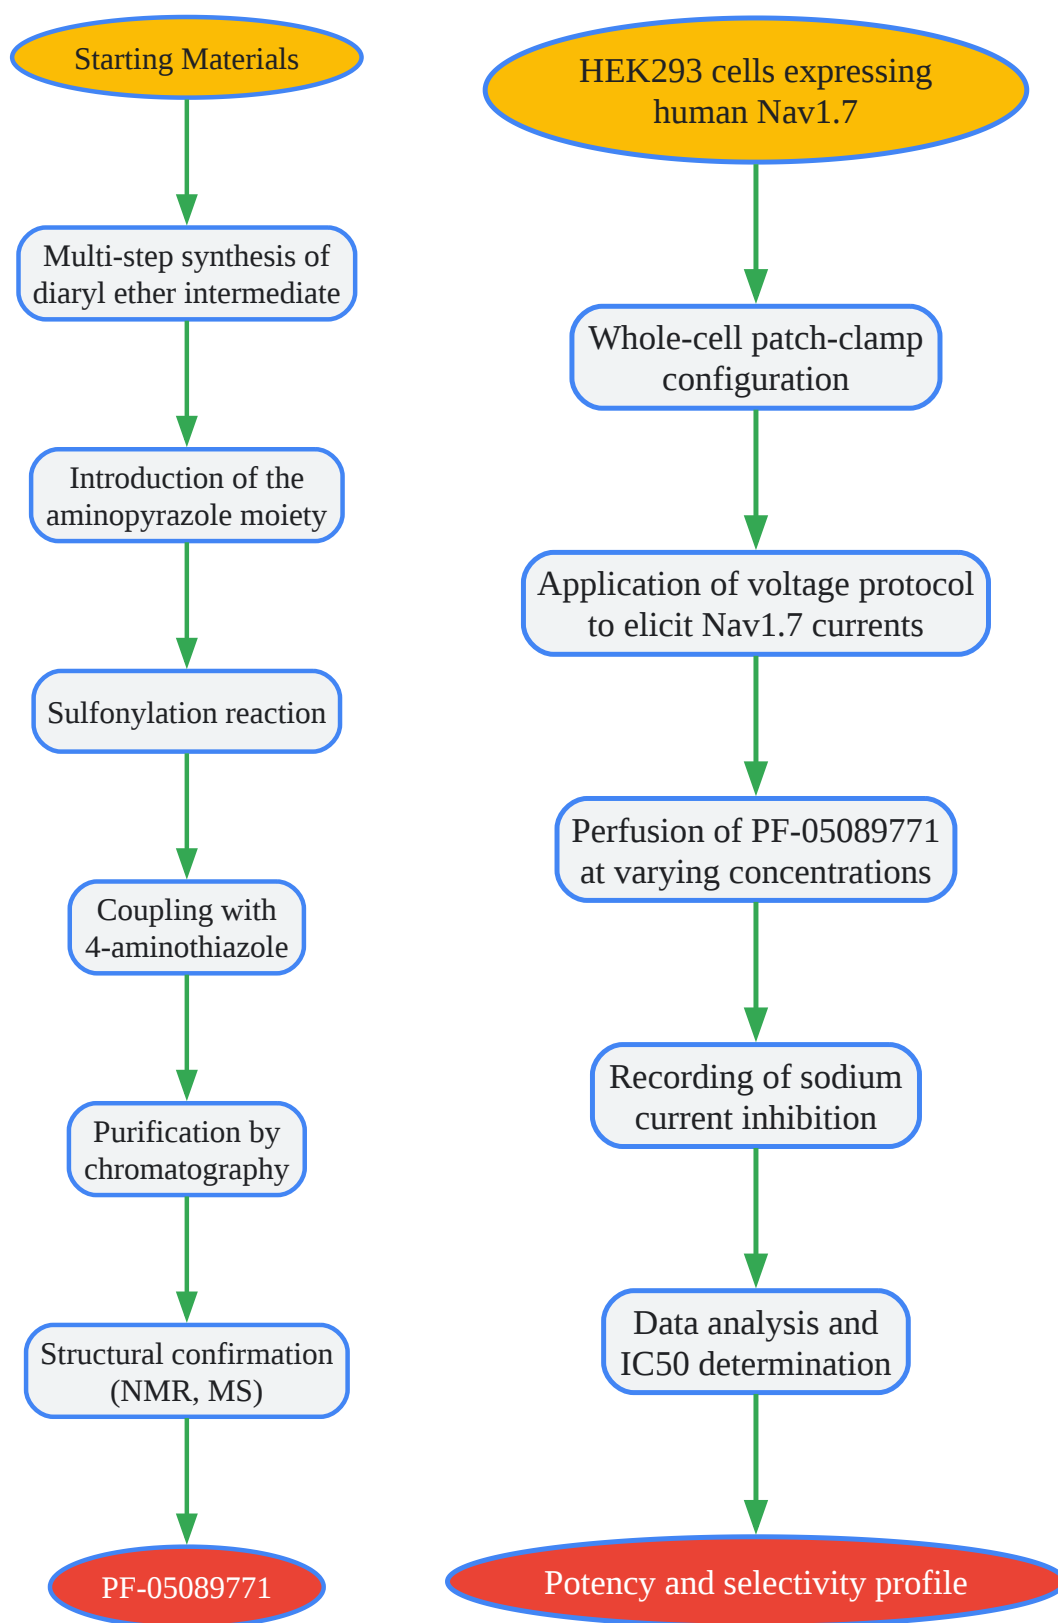 Starting Materials
Multi-step synthesis of
diaryl ether intermediate
Introduction of the
aminopyrazole moiety
Sulfonylation reaction
Coupling with
4-aminothiazole
Purification by
chromatography
Structural confirmation
(NMR, MS)
PF-05089771
HEK293 cells expressing
human Nav1.7
Whole-cell patch-clamp
configuration
Application of voltage protocol
to elicit Nav1.7 currents
Perfusion of PF-05089771
at varying concentrations
Recording of sodium
current inhibition
Data analysis and
IC50 determination
Potency and selectivity profile